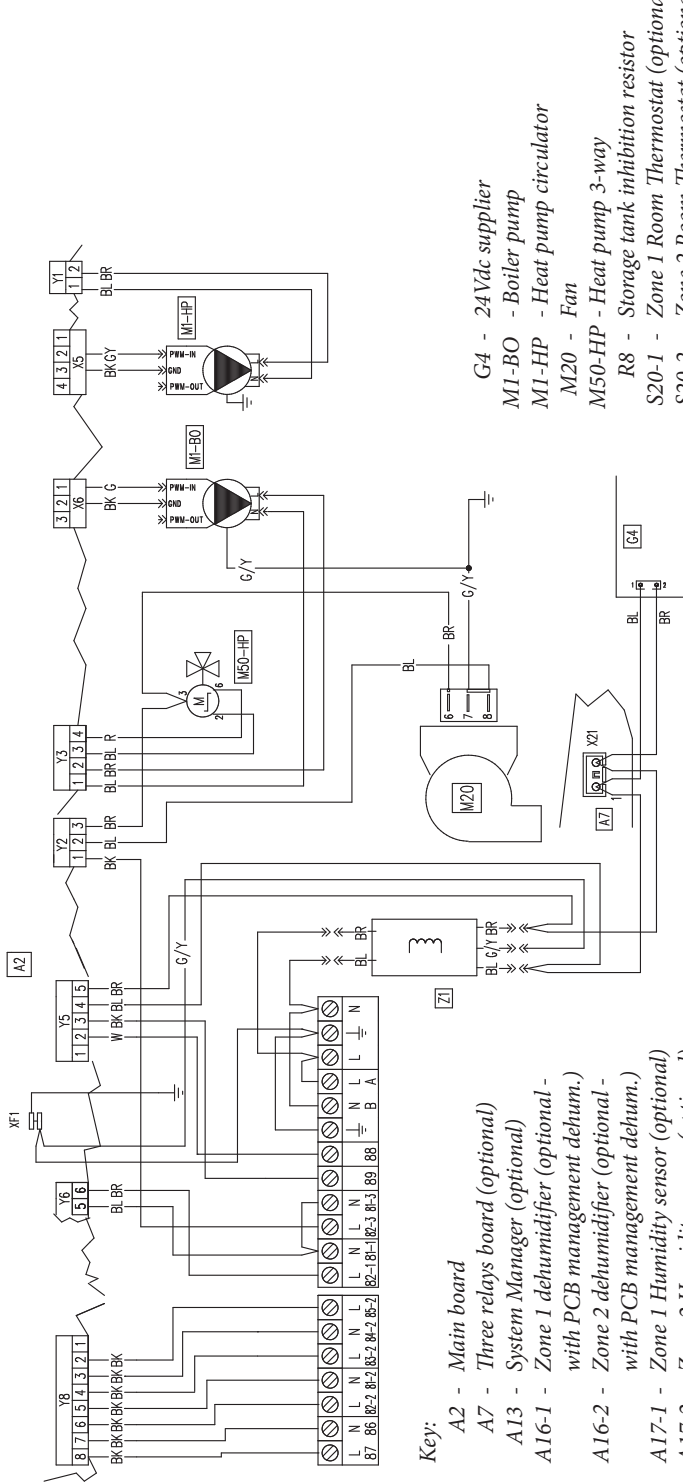 A2
XF1
Y8
8 7 6 5 4 3 2 1
BK BK BK BK BK BK BK
Y6
5 6
BL BR
Y5
1 2 3 4 5
W BK BL BR
Y2
1 2 3
BK BL BR
Y3
1 2 3 4
BL BR BL R
X6
3 2 1
BK G
X5
4 3 2 1
BK GY
Y1
1 2
BL BR
G/Y
M
3
2
6
M50-HP
PWM-IN
GND
PWM-OUT
N
L
M1-BO
PWM-IN
GND
PWM-OUT
N
L
M1-HP
G/Y
L N L L N L N L
87 86 82-2 81-2 83-2 84-2 85-2
L N L N
82-1 81-1 82-3 81-3 89 88
N L L N
B A
BL BR
Z1
BL G/Y BR
M20
6
7
8
BR
G/Y
BL
A7
X21
1
BL
BR
1
2
G4
Key:
A2 - Main board
A7 - Three relays board (optional)
A13 - System Manager (optional)
A16-1 - Zone 1 dehumidifier (optional -
with PCB management dehum.)
A16-2 - Zone 2 dehumidifier (optional -
with PCB management dehum.)
A17-1 - Zone 1 Humidity sensor (optional)
G4 - 24Vdc supplier
M1-BO - Boiler pump
M1-HP - Heat pump circulator
M20 - Fan
M50-HP - Heat pump 3-way
R8 - Storage tank inhibition resistor
S20-1 - Zone 1 Room Thermostat
S20-2 - Zone 2 Room Thermostat